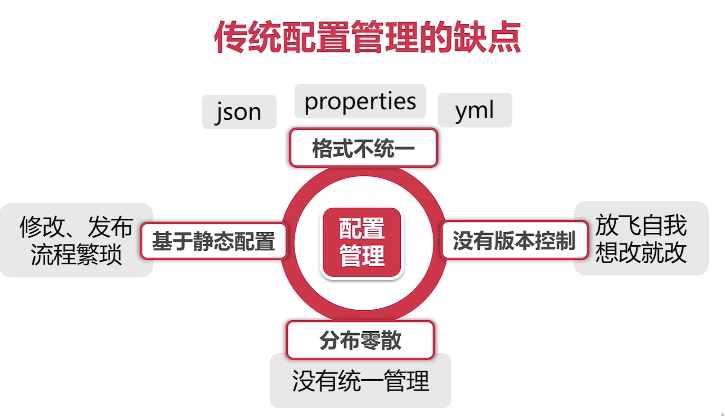 传统配置管理的缺点
json
properties
yml
格式不统一
修改、发布
流程繁琐
基于静态配置
配置
管理
没有版本控制
放飞自我
想改就改
分布零散
没有统一管理